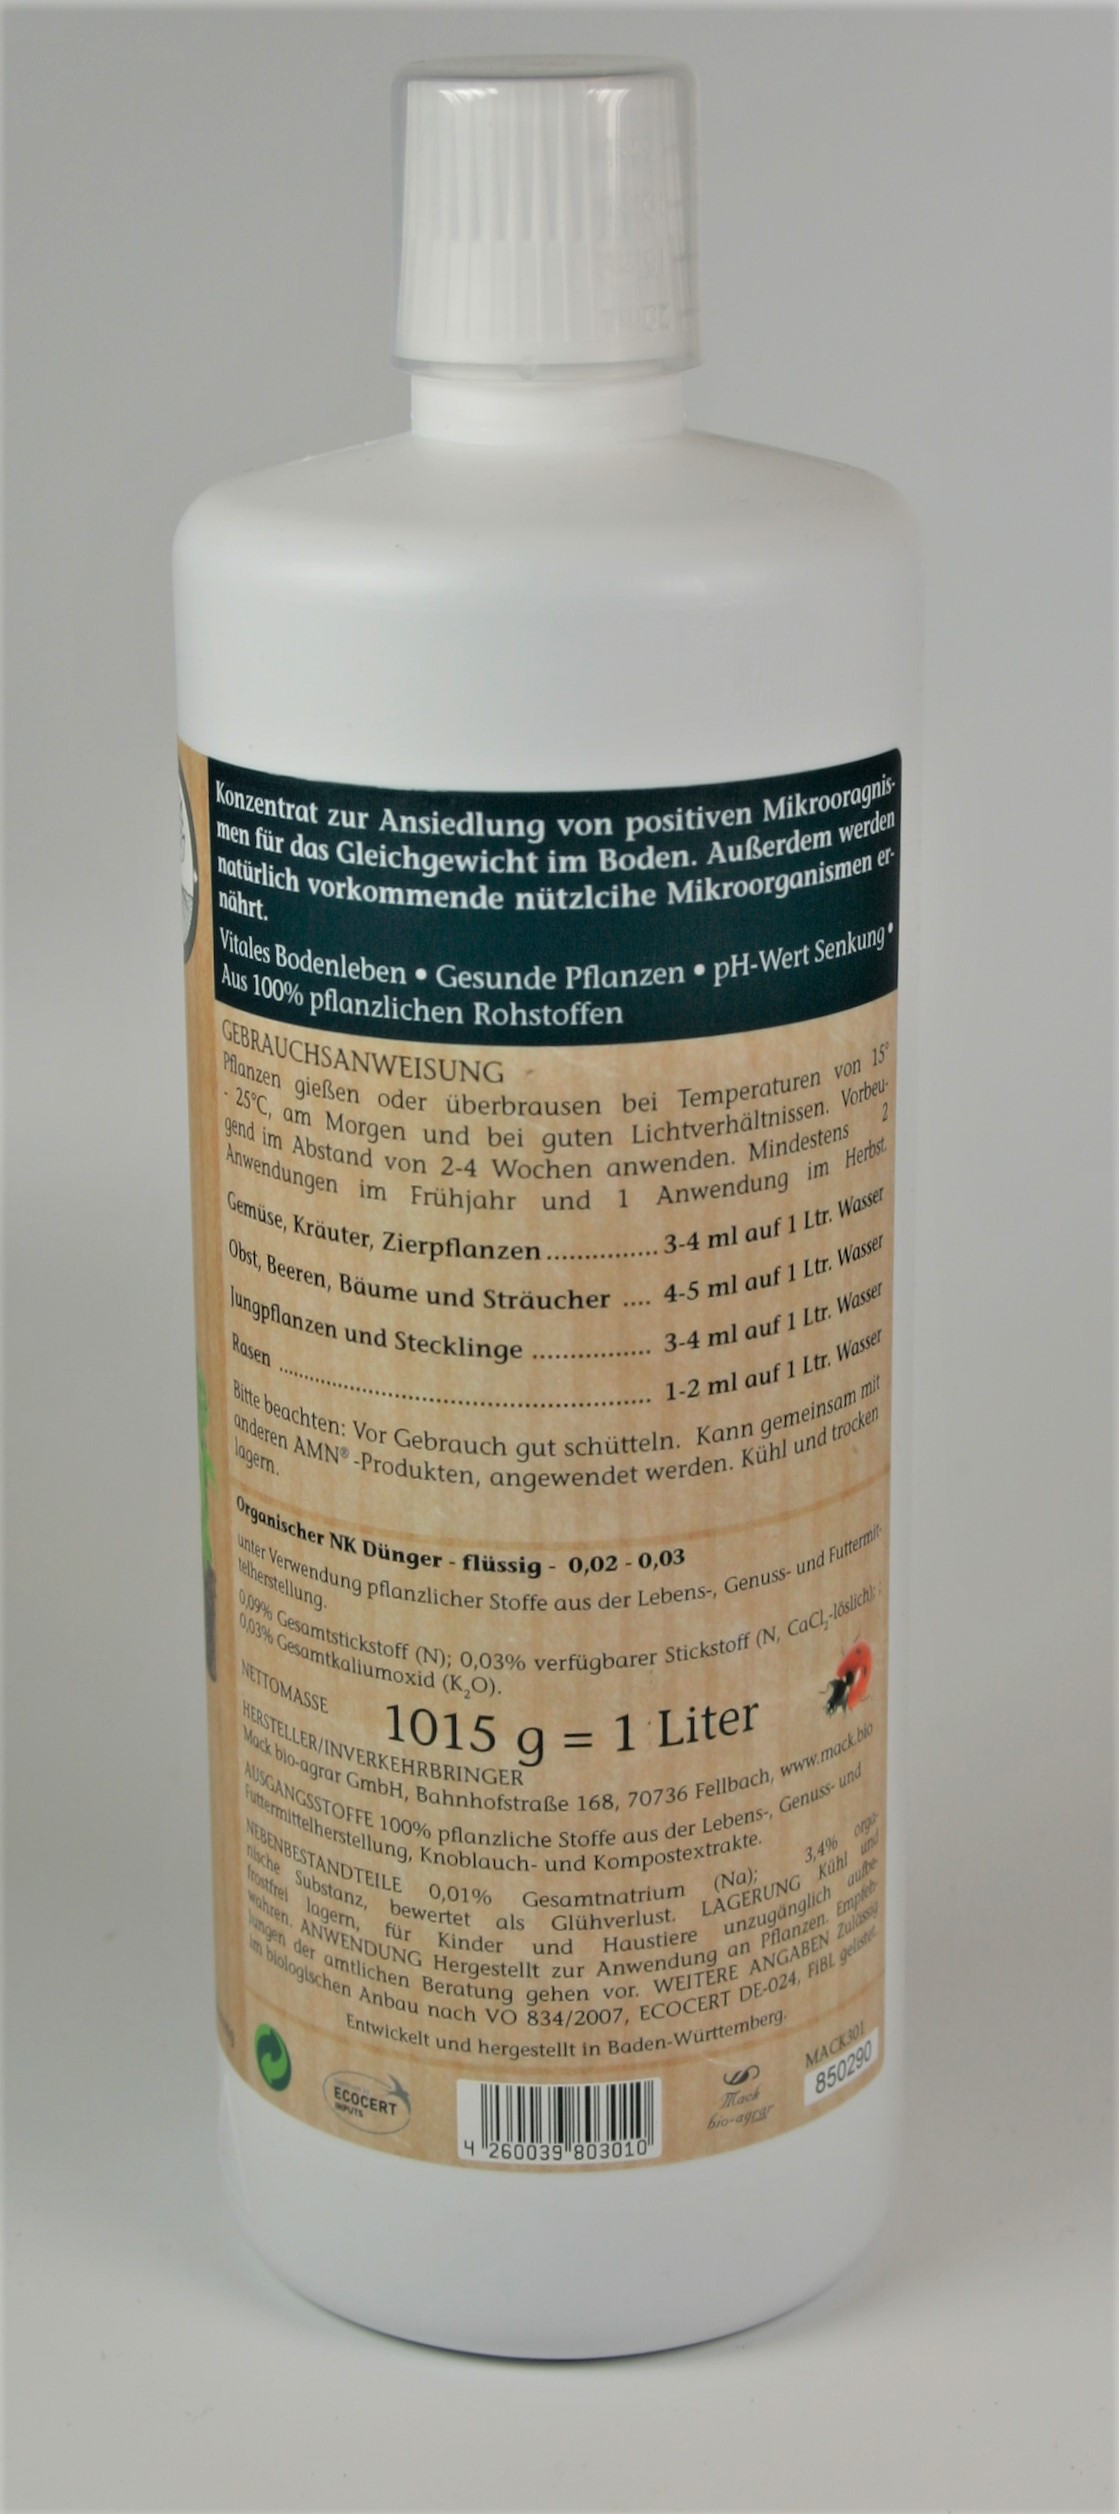 Konzentrat zur Ansiedlung von positiven Mikrooragnis-
men für das Gleichgewicht im Boden. Außerdem werden
natürlich vorkommende nützlcihe Mikroorganismen er-
nährt.
Vitales Bodenleben • Gesunde Pflanzen • pH-Wert Senkung •
Aus 100% pflanzlichen Rohstoffen
GEBRAUCHSANWEISUNG
Pflanzen gießen oder überbrausen bei Temperaturen von 15°
- 25°C, am Morgen und bei guten Lichtverhältnissen. Vorbeu-
gend im Abstand von 2-4 Wochen anwenden. Mindestens 2
Anwendungen im Frühjahr und 1 Anwendung im Herbst.
Gemüse, Kräuter, Zierpflanzen............... 3-4 ml auf 1 Ltr. Wasser
Obst, Beeren, Bäume und Sträucher .... 4-5 ml auf 1 Ltr. Wasser
Jungpflanzen und Stecklinge ................ 3-4 ml auf 1 Ltr. Wasser
Rasen .................................................... 1-2 ml auf 1 Ltr. Wasser
Bitte beachten: Vor Gebrauch gut schütteln. Kann gemeinsam mit
anderen AMN® -Produkten, angewendet werden. Kühl und trocken
lagern.
Organischer NK Dünger - flüssig - 0,02 - 0,03
unter Verwendung pflanzlicher Stoffe aus der Lebens-, Genuss- und Futtermit-
telherstellung.
0,09% Gesamtstickstoff (N); 0,03% verfügbarer Stickstoff (N, CaCl₂-löslich);
0,03% Gesamtkaliumoxid (K₂O).
NETTOMASSE 1015 g = 1 Liter
HERSTELLER/INVERKEHRBRINGER
Mack bio-agrar GmbH, Bahnhofstraße 168, 70736 Fellbach, www.mack.bio
AUSGANGSSTOFFE 100% pflanzliche Stoffe aus der Lebens-, Genuss- und
Futtermittelherstellung, Knoblauch- und Kompostextrakte.
NEBENBESTANDTEILE 0,01% Gesamtnatrium (Na); 3,4% orga-
nische Substanz, bewertet als Glühverlust. LAGERUNG Kühl und
frostfrei lagern, für Kinder und Haustiere unzugänglich aufbe-
wahren. ANWENDUNG Hergestellt zur Anwendung an Pflanzen. Empfeh-
lungen der amtlichen Beratung gehen vor. WEITERE ANGABEN Zulässig
im biologischen Anbau nach VO 834/2007, ECOCERT DE-024, FiBL gelistet.
Entwickelt und hergestellt in Baden-Württemberg.
ECOCERT
INPUTS
4 260039 803010
Mack
bio-agrar
MACK301
850290